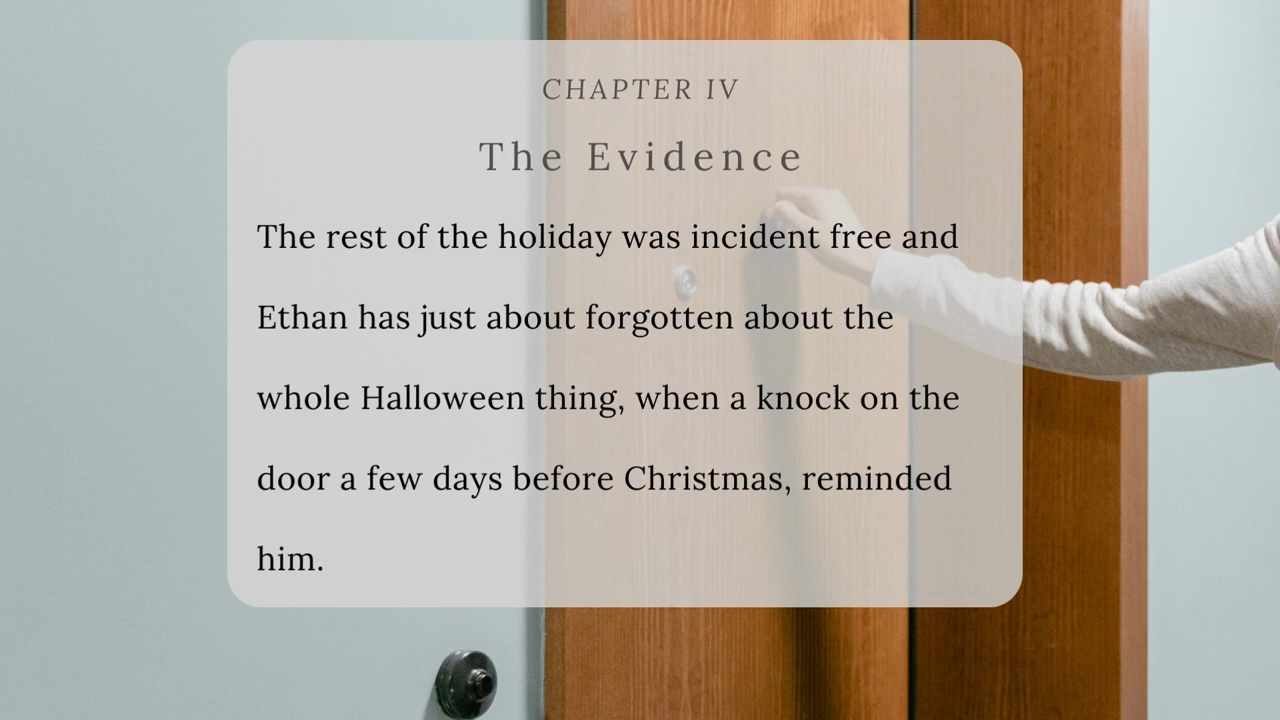 CHAPTER IV
The Evidence
The rest of the holiday was incident free and
Ethan has just about forgotten about the
whole Halloween thing, when a knock on the
door a few days before Christmas, reminded
him.